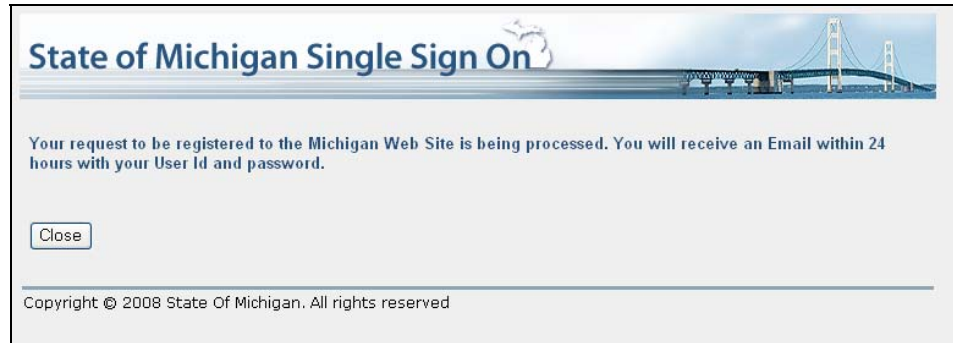 State of Michigan Single Sign On
Your request to be registered to the Michigan Web Site is being processed. You will receive an Email within 24
hours with your User Id and password.
Close
Copyright © 2008 State Of Michigan. All rights reserved